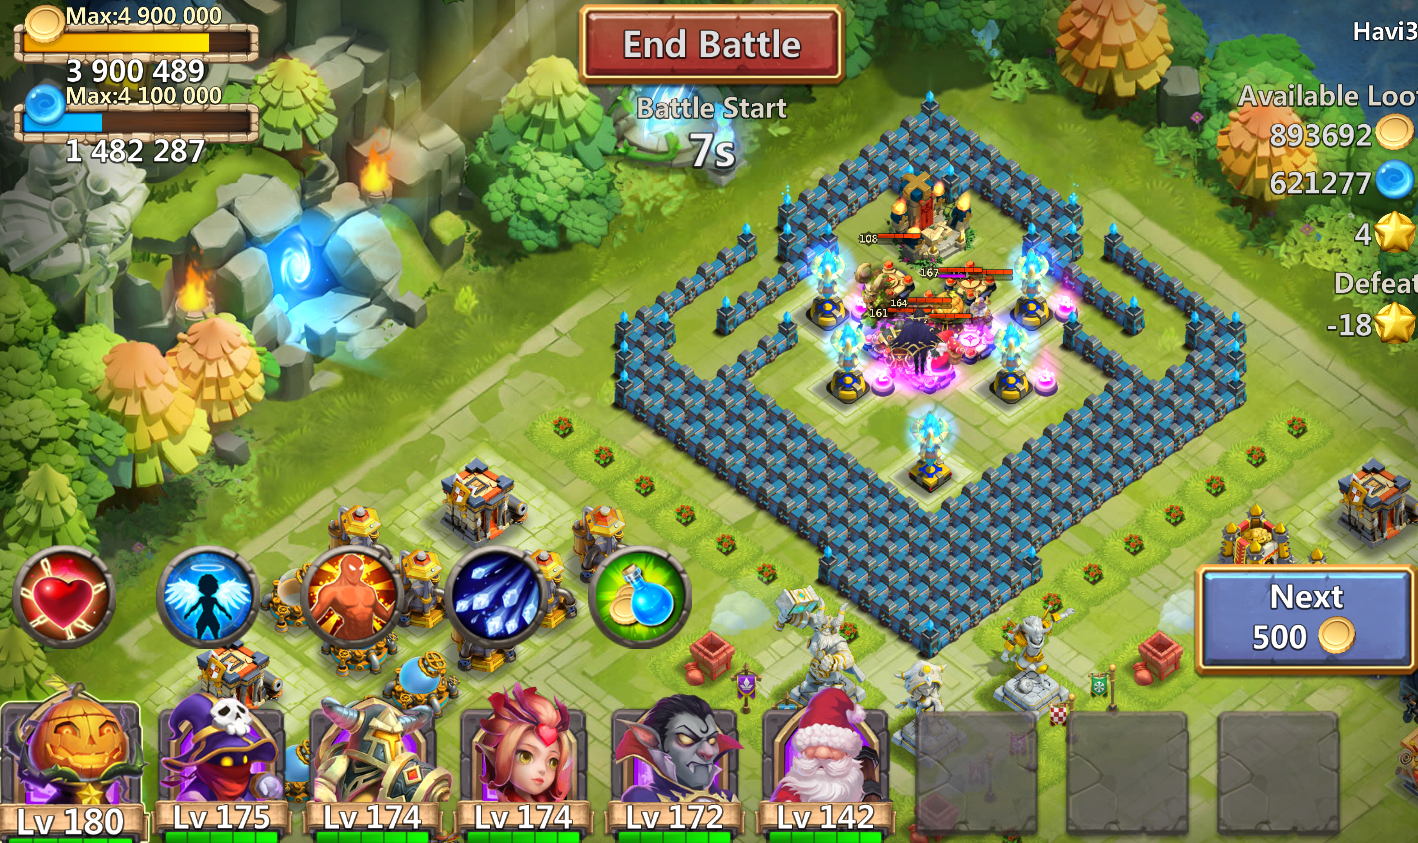 Max:4 900 000
3 900 489
Max:4 100 000
1 482 287
End Battle
Battle Start
7s
Havi3
Available Loot
893692
621277
4
Defeat
-18
108
167
164
161
Next
500
Lv 180
Lv 175
Lv 174
Lv 174
Lv 172
Lv 142